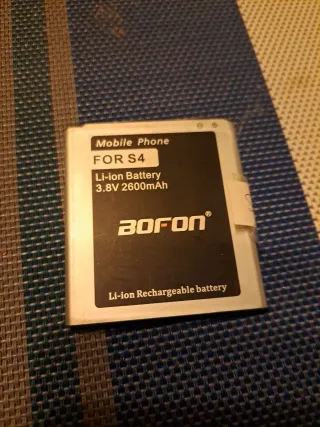 Mobile Phone
FOR S4
Li-ion Battery
3.8V 2600mAh
BOFON®
Li-ion Rechargeable battery